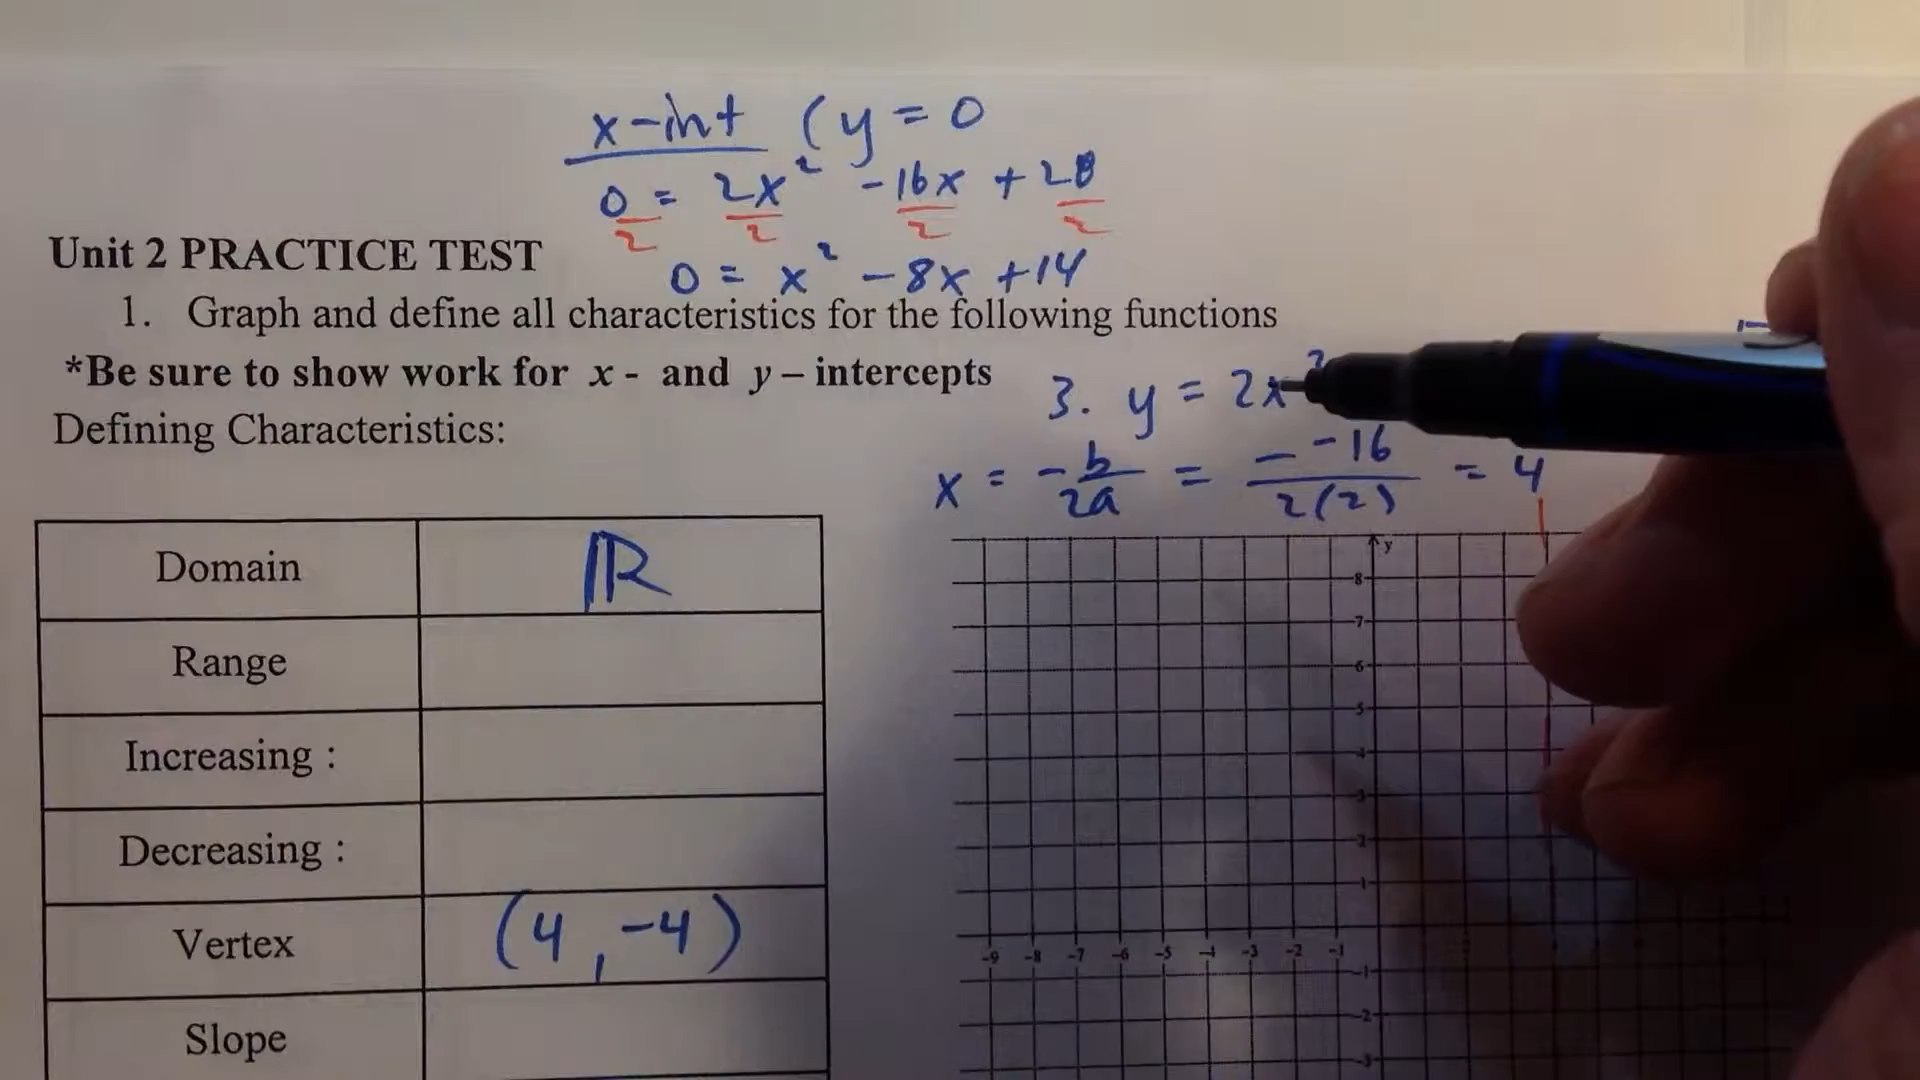 x-int (y = 0
0 = 2x² - 16x + 28
2 2 2 2
0 = x² - 8x + 14
Unit 2 PRACTICE TEST
1. Graph and define all characteristics for the following functions
*Be sure to show work for x - and y – intercepts
3. y = 2x²
Defining Characteristics:
x = -b/2a = - -16/2(2) = 4
Domain ℝ
Range
Increasing :
Decreasing :
Vertex (4, -4)
Slope
y
8
7
6
5
4
3
2
1
-9 -8 -7 -6 -5 -4 -3 -2 -1
-1
-2
-3